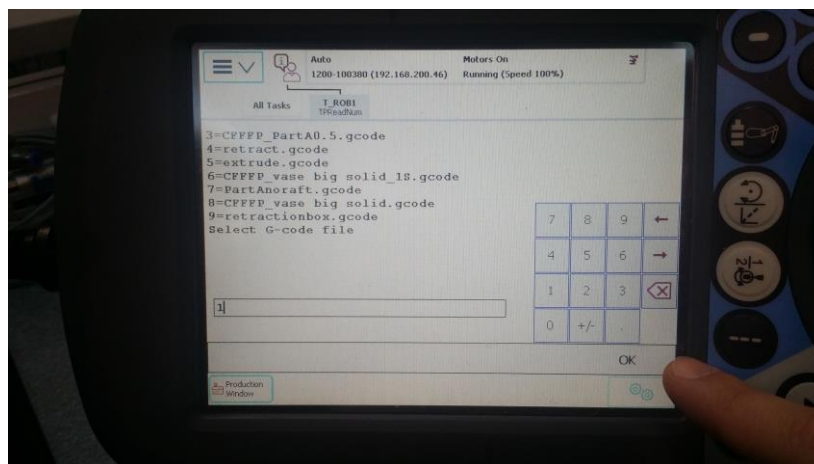 Auto
1200-100380 (192.168.200.46)
Motors On
Running (Speed 100%)
All Tasks
T_ROB1
TPReadNum
3=CFFFP_PartA0.5.gcode
4=retract.gcode
5=extrude.gcode
6=CFFFP_vase big solid_1S.gcode
7=PartAnoraft.gcode
8=CFFFP_vase big solid.gcode
9=retractionbox.gcode
Select G-code file
7 8 9 ←
4 5 6 →
1 2 3
1
0 +/- .
OK
Production
Window